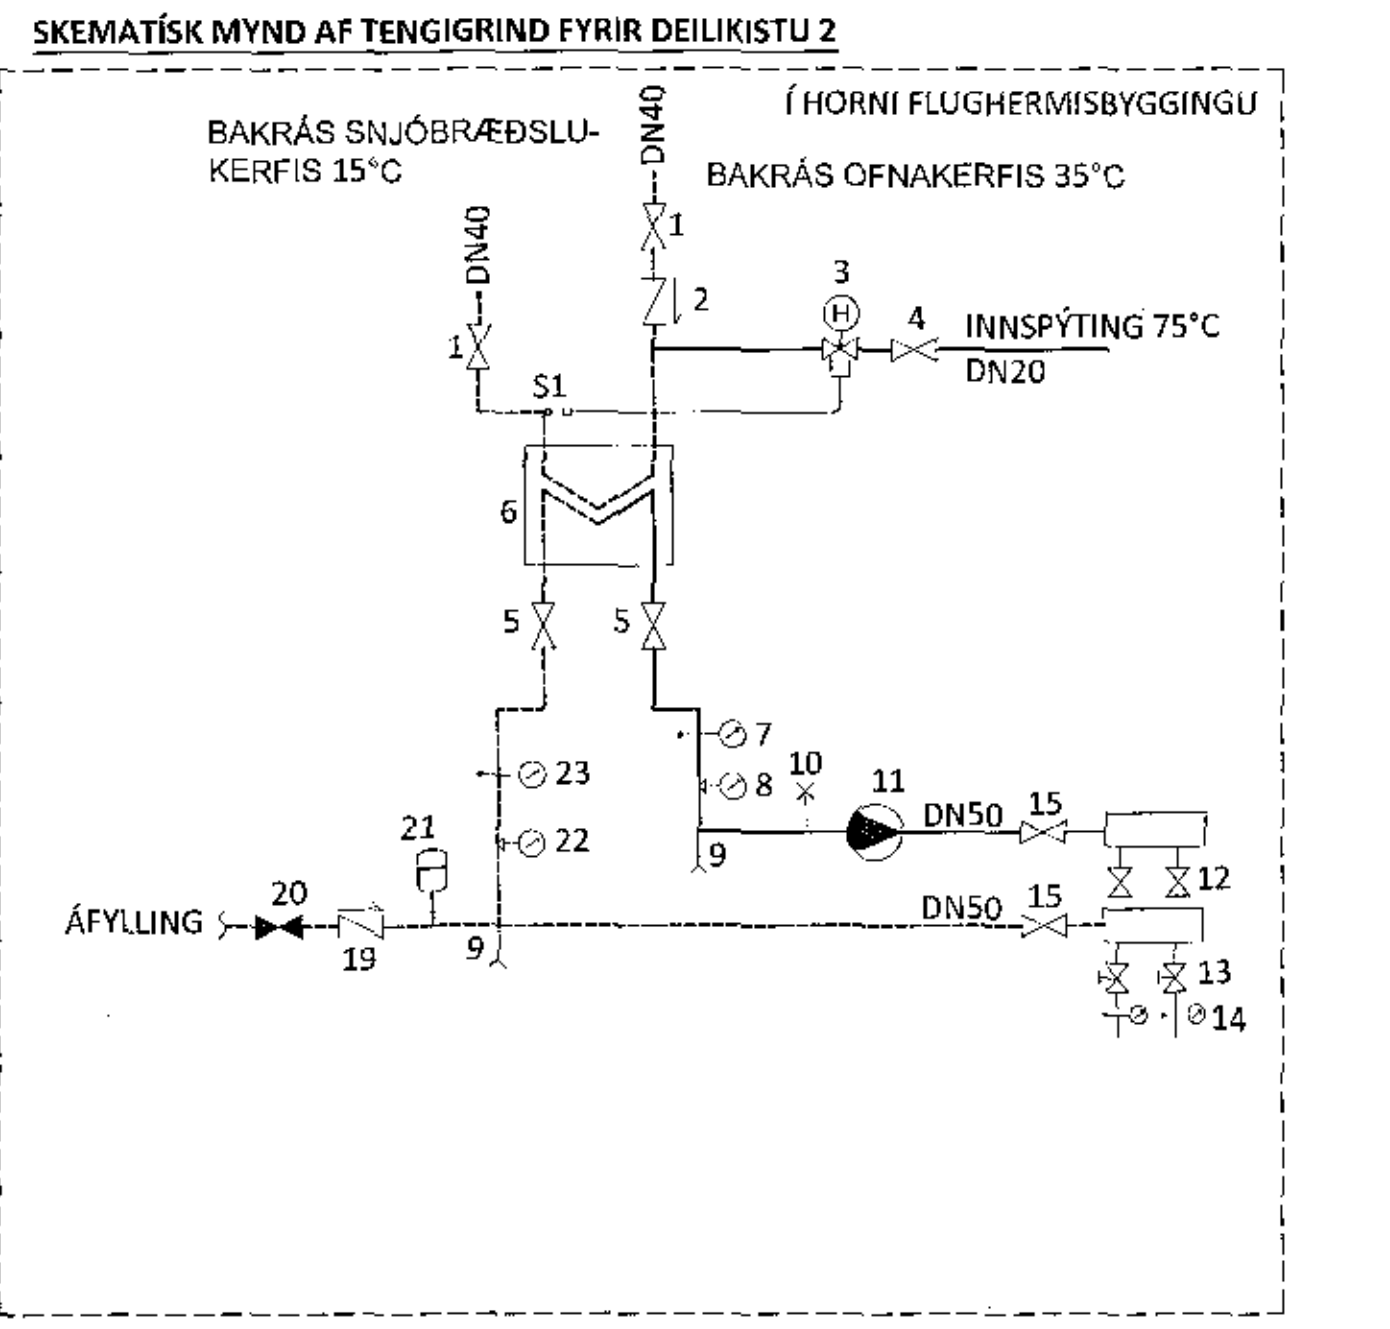 SKEMATÍSK MYND AF TENGIGRIND FYRIR DEILIKISTU 2
Í HORNI FLUGHERMISBYGGINGU
BAKRÁS SNJÓBRÆÐSLU-
KERFIS 15°C
DN40
BAKRÁS OFNAKERFIS 35°C
DN40
1
2
3
4
INNSPÝTING 75°C
DN20
1
S1
H
6
5
5
7
23
8
10
11
DN50
15
21
22
9
12
20
ÁFYLLING
DN50
15
19
9
13
14